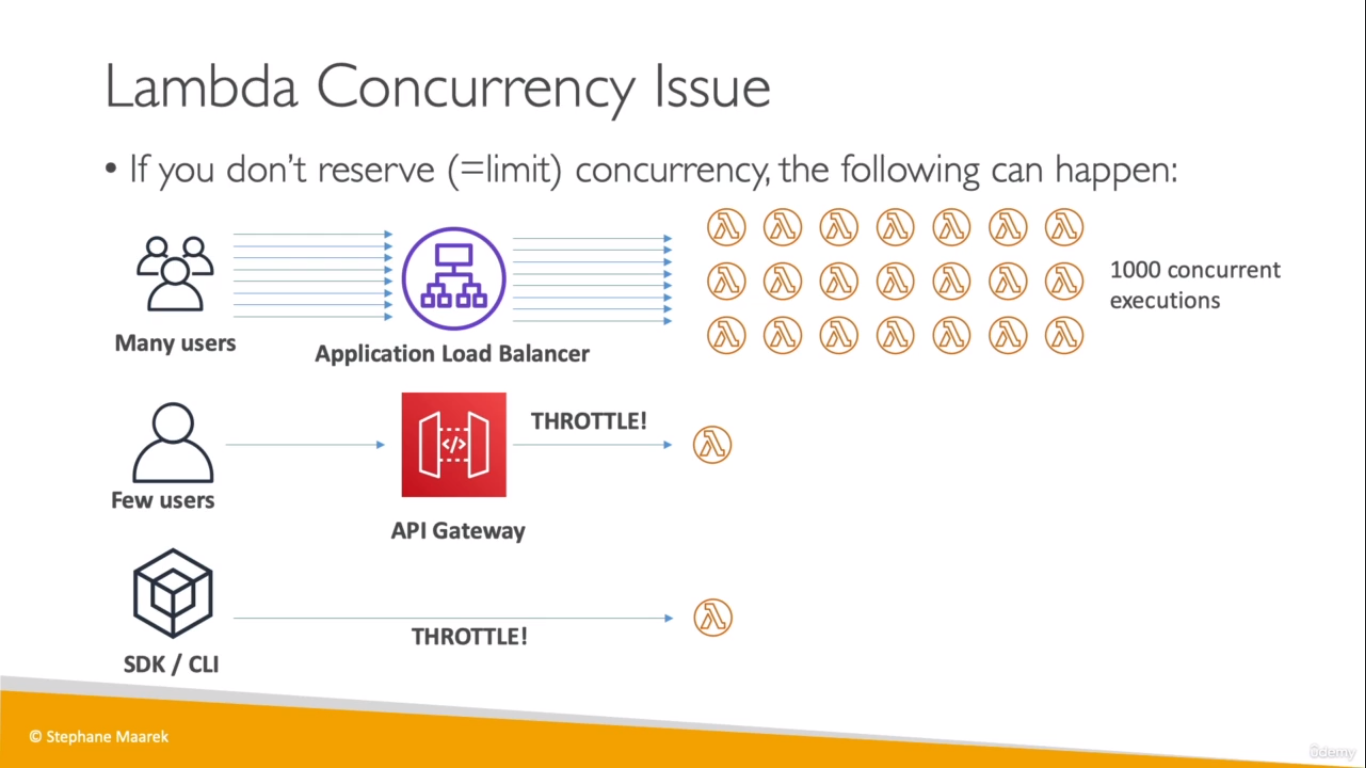 Lambda Concurrency Issue
• If you don't reserve (=limit) concurrency, the following can happen:
1000 concurrent
executions
Many users
Application Load Balancer
THROTTLE!
</>
Few users
API Gateway
THROTTLE!
SDK / CLI
© Stephane Maarek
ûdemy